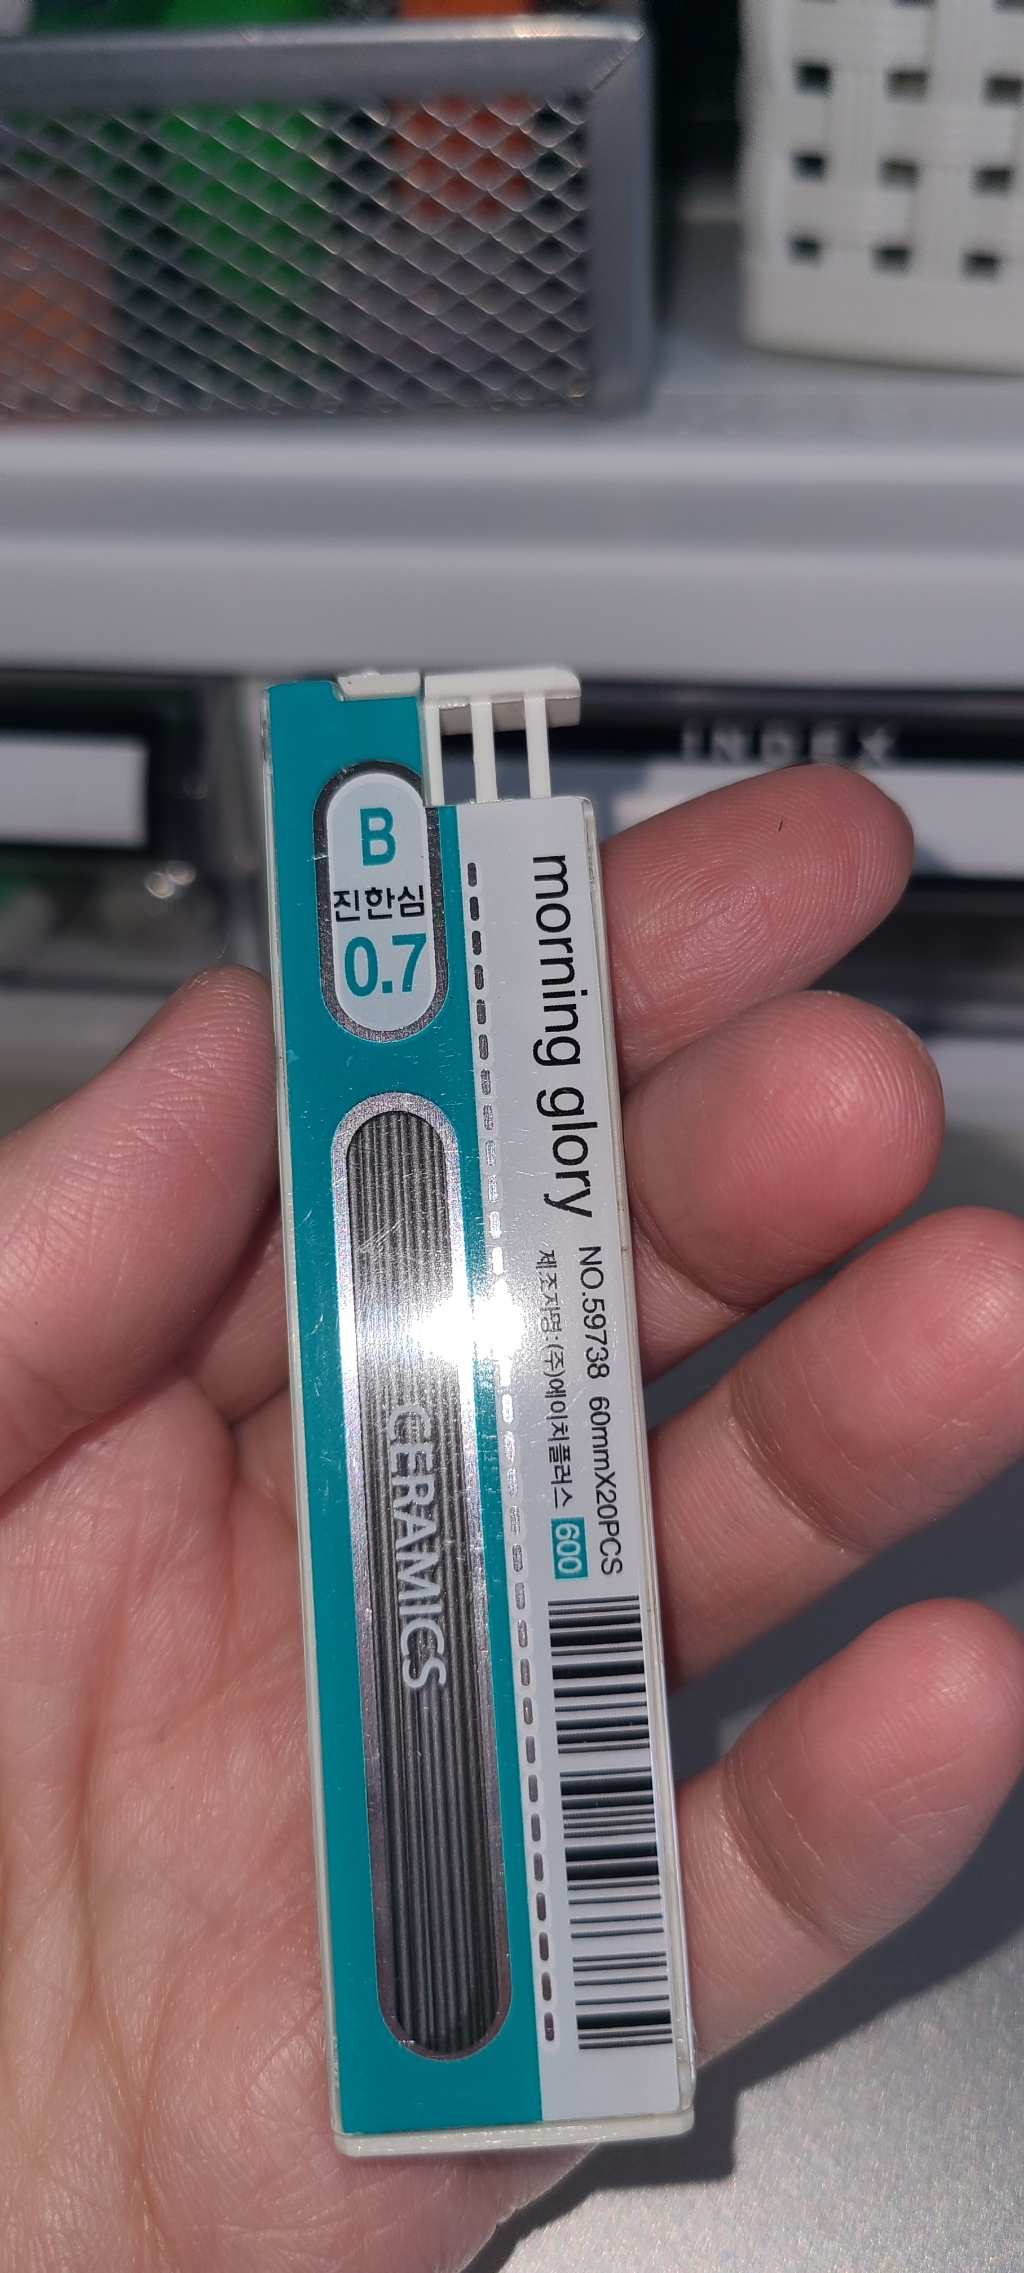 INDEX
B
진한심
0.7
morning glory
NO.59738 60mmX20PCS
제조자명:(주)에이치플러스 600
CERAMICS